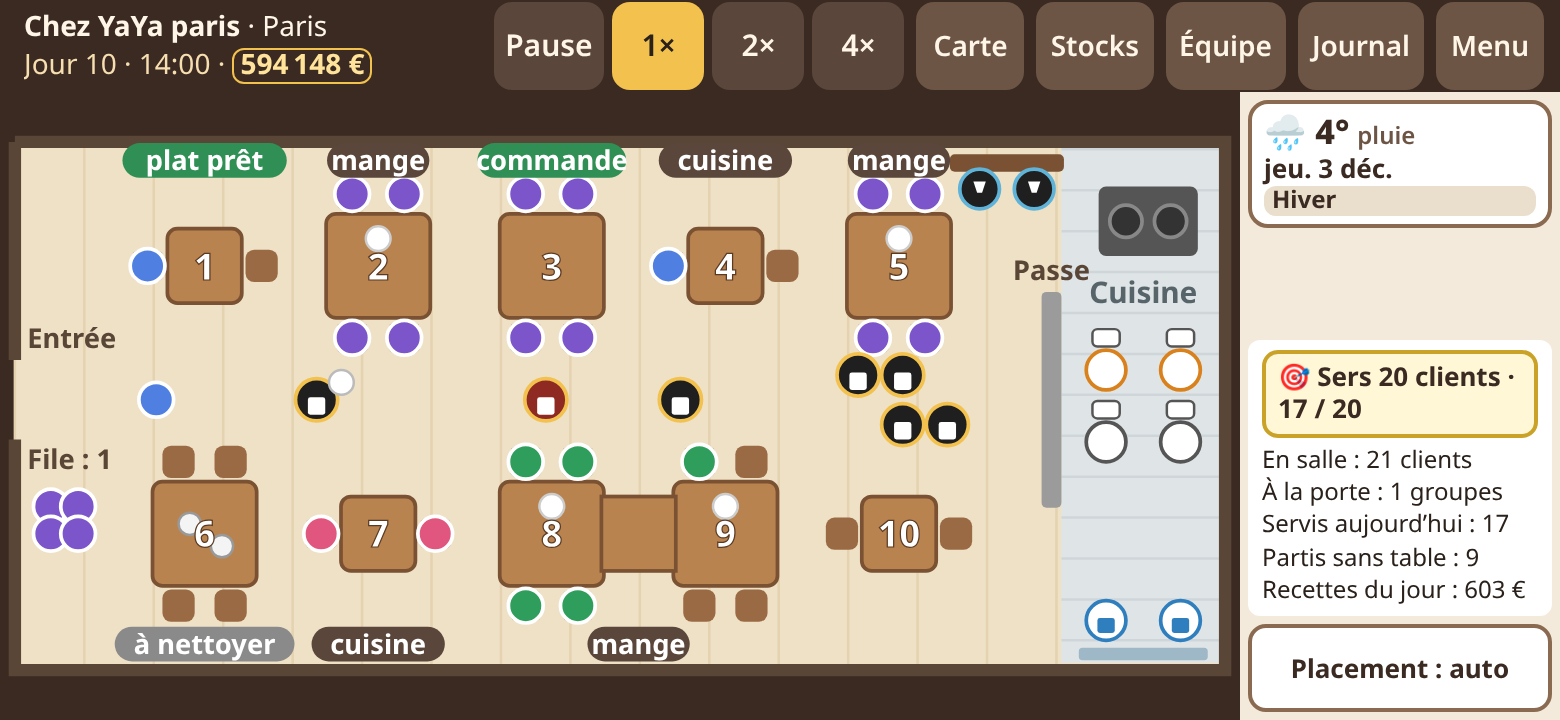 Chez YaYa paris · Paris
Jour 10 · 14:00 · 594 148 €
Pause
1×
2×
4×
Carte
Stocks
Équipe
Journal
Menu
plat prêt
mange
commande
cuisine
mange
1
2
3
4
5
Passe
Cuisine
Entrée
File : 1
6
7
8
9
10
à nettoyer
cuisine
mange
4° pluie
jeu. 3 déc.
Hiver
Sers 20 clients ·
17 / 20
En salle : 21 clients
À la porte : 1 groupes
Servis aujourd’hui : 17
Partis sans table : 9
Recettes du jour : 603 €
Placement : auto